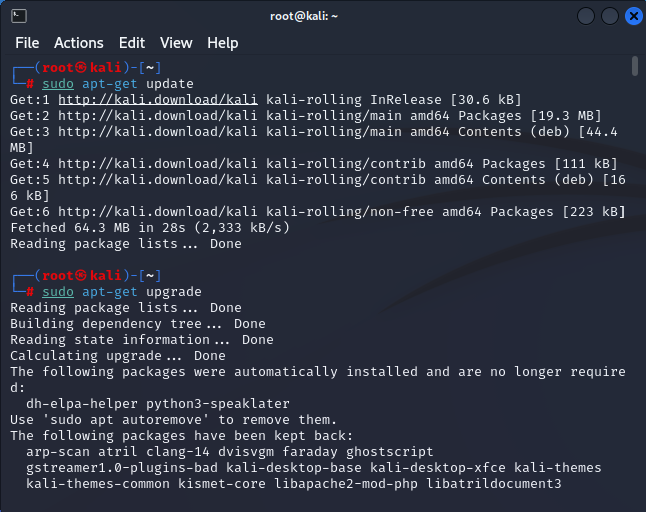 root@kali: ~
File Actions Edit View Help
┌──(root㉿kali)-[~]
└─# sudo apt-get update
Get:1 http://kali.download/kali kali-rolling InRelease [30.6 kB]
Get:2 http://kali.download/kali kali-rolling/main amd64 Packages [19.3 MB]
Get:3 http://kali.download/kali kali-rolling/main amd64 Contents (deb) [44.4
MB]
Get:4 http://kali.download/kali kali-rolling/contrib amd64 Packages [111 kB]
Get:5 http://kali.download/kali kali-rolling/contrib amd64 Contents (deb) [16
6 kB]
Get:6 http://kali.download/kali kali-rolling/non-free amd64 Packages [223 kB]
Fetched 64.3 MB in 28s (2,333 kB/s)
Reading package lists... Done
┌──(root㉿kali)-[~]
└─# sudo apt-get upgrade
Reading package lists... Done
Building dependency tree... Done
Reading state information... Done
Calculating upgrade... Done
The following packages were automatically installed and are no longer require
d:
dh-elpa-helper python3-speaklater
Use 'sudo apt autoremove' to remove them.
The following packages have been kept back:
arp-scan atril clang-14 dvisvgm faraday ghostscript
gstreamer1.0-plugins-bad kali-desktop-base kali-desktop-xfce kali-themes
kali-themes-common kismet-core libapache2-mod-php libatrildocument3